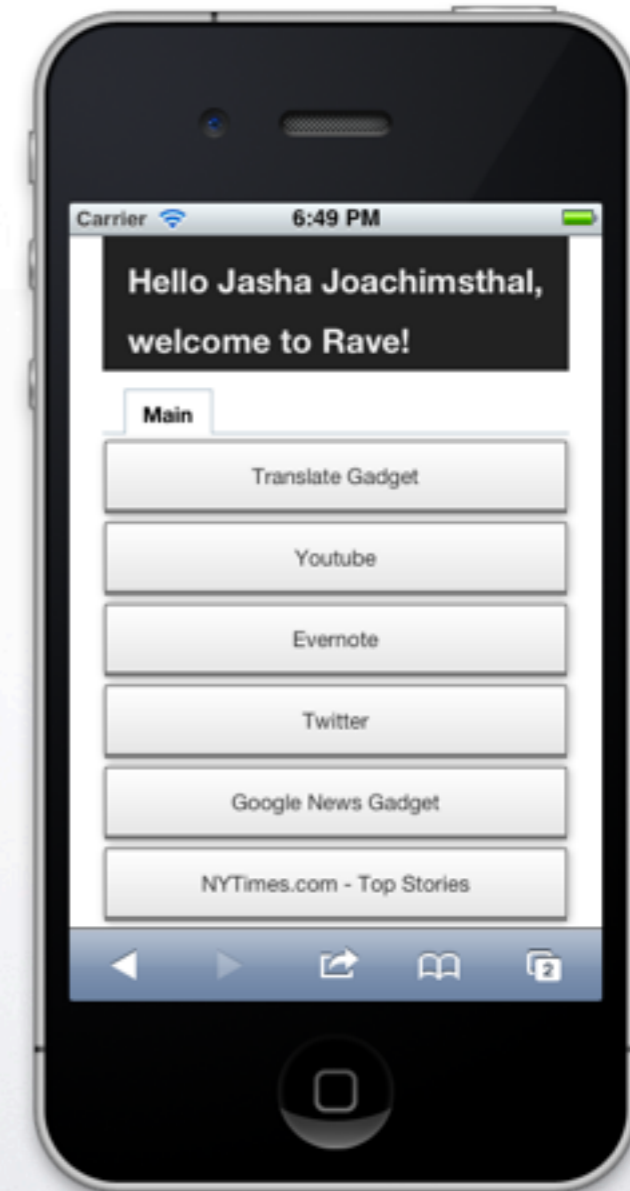 Carrier 6:49 PM
Hello Jasha Joachimsthal,
welcome to Rave!
Main
Translate Gadget
Youtube
Evernote
Twitter
Google News Gadget
NYTimes.com - Top Stories
2